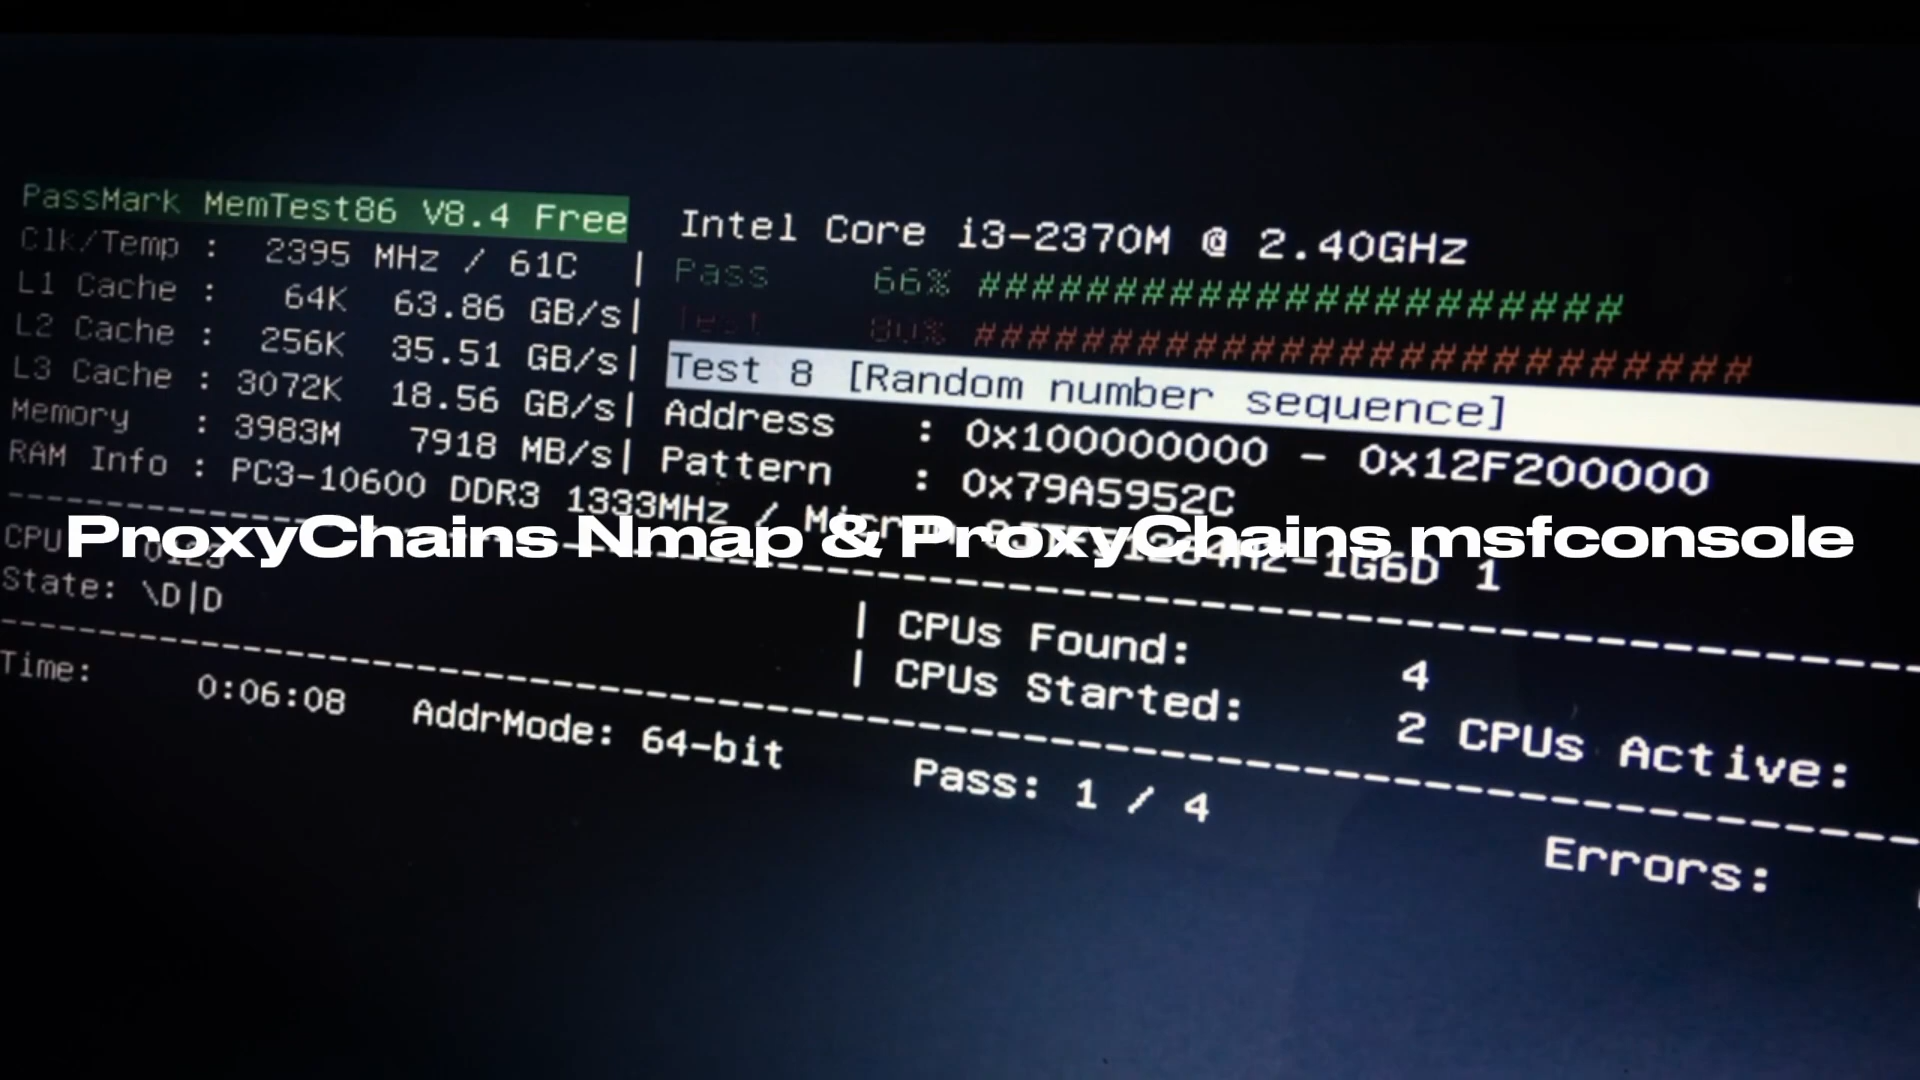 PassMark MemTest86 V8.4 Free
Intel Core i3-2370M @ 2.40GHz
Clk/Temp : 2395 MHz / 61C |
Pass 66% ########################
L1 Cache : 64K 63.86 GB/s|
Test 80% #############################
L2 Cache : 256K 35.51 GB/s|
Test 8 [Random number sequence]
L3 Cache : 3072K 18.56 GB/s|
Address : 0x100000000 - 0x12F200000
Memory : 3983M 7918 MB/s|
Pattern : 0x79A5952C
RAM Info : PC3-10600 DDR3 1333MHz /
ProxyChains Nmap & ProxyChains msfconsole
CPU
State: \D|D
| CPUs Found: 4
| CPUs Started: 2 CPUs Active:
Time: 0:06:08 AddrMode: 64-bit Pass: 1 / 4 Errors: